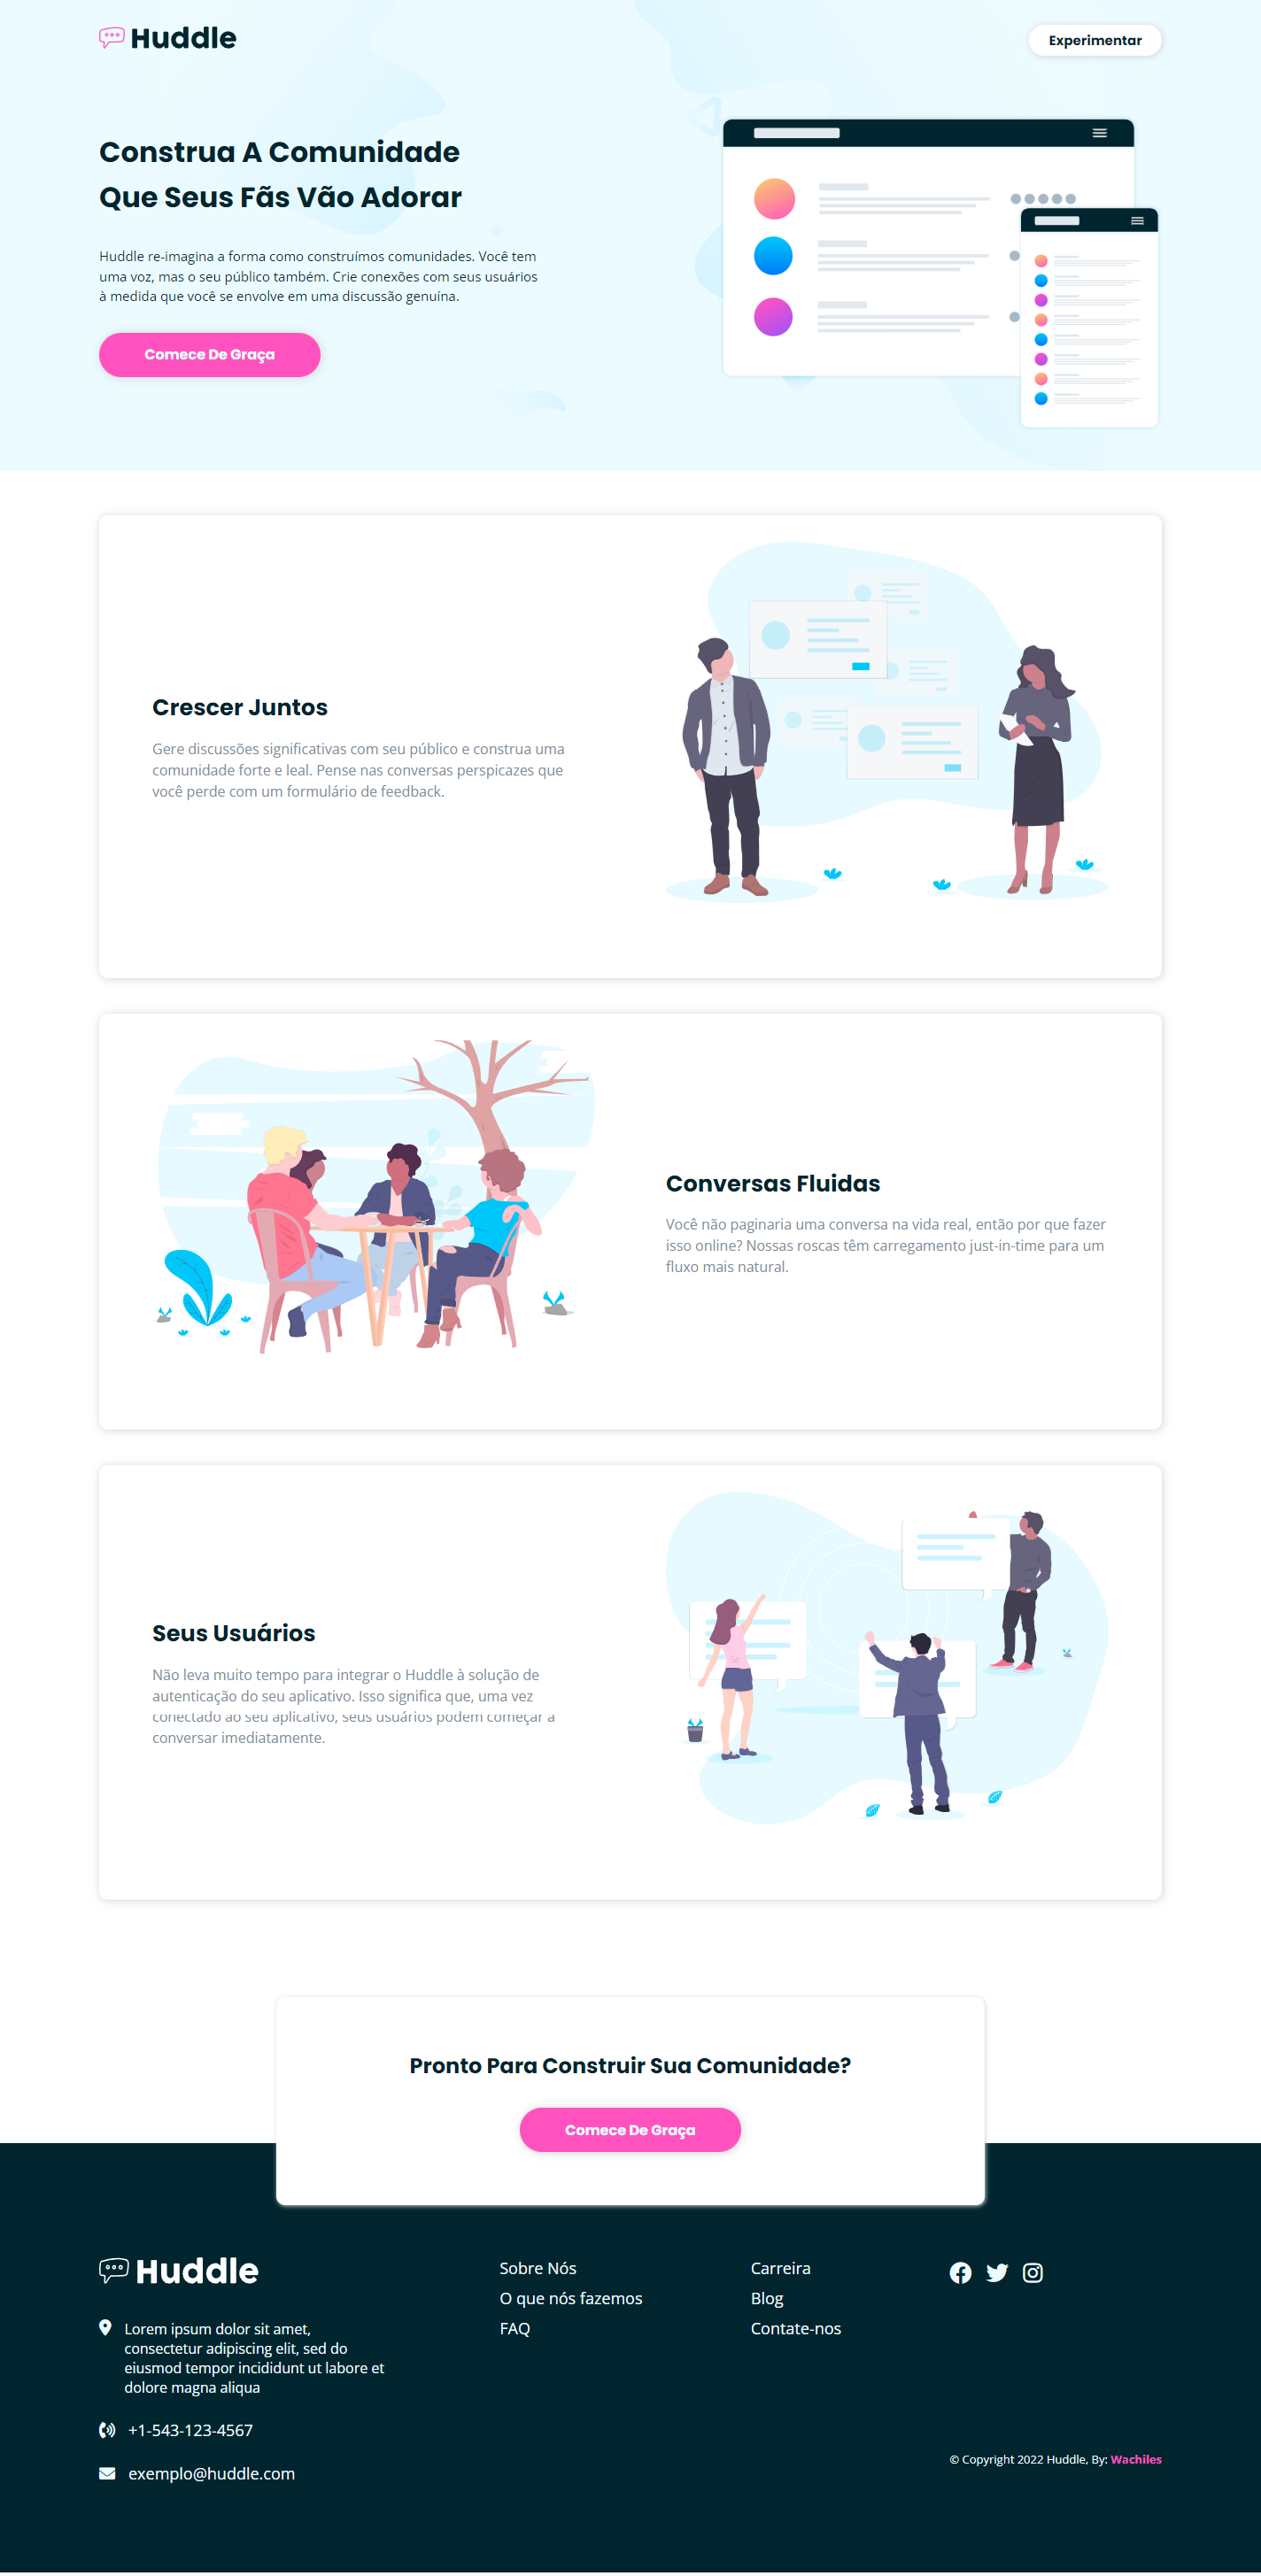 Huddle
Experimentar
Construa A Comunidade
Que Seus Fãs Vão Adorar
Huddle re-imagina a forma como construímos comunidades. Você tem
uma voz, mas o seu público também. Crie conexões com seus usuários
à medida que você se envolve em uma discussão genuína.
Comece De Graça
Crescer Juntos
Gere discussões significativas com seu público e construa uma
comunidade forte e leal. Pense nas conversas perspicazes que
você perde com um formulário de feedback.
Conversas Fluidas
Você não paginaria uma conversa na vida real, então por que fazer
isso online? Nossas roscas têm carregamento just-in-time para um
fluxo mais natural.
Seus Usuários
Não leva muito tempo para integrar o Huddle à solução de
autenticação do seu aplicativo. Isso significa que, uma vez
conectado ao seu aplicativo, seus usuários podem começar a
conversar imediatamente.
Pronto Para Construir Sua Comunidade?
Comece De Graça
Huddle
Lorem ipsum dolor sit amet,
consectetur adipiscing elit, sed do
eiusmod tempor incididunt ut labore et
dolore magna aliqua
+1-543-123-4567
exemplo@huddle.com
Sobre Nós
O que nós fazemos
FAQ
Carreira
Blog
Contate-nos
© Copyright 2022 Huddle, By: Wachiles